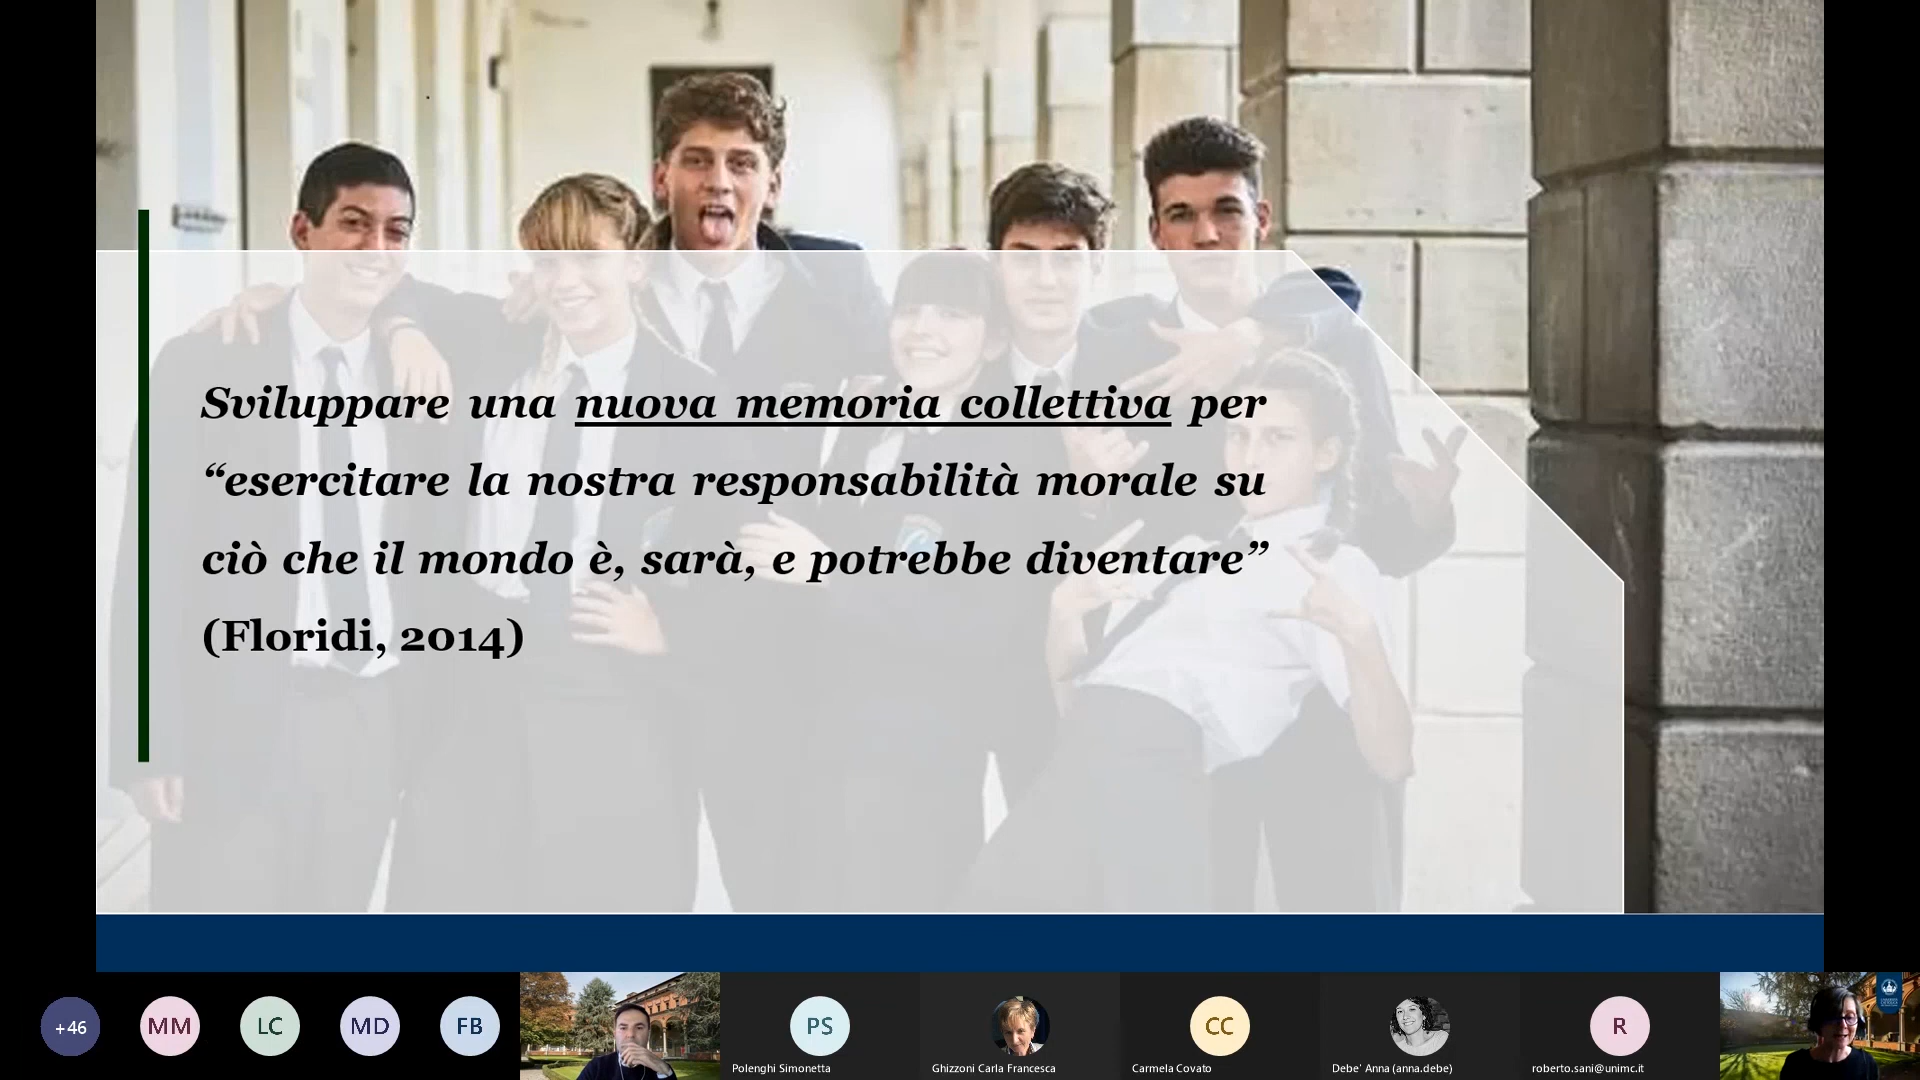 Sviluppare una nuova memoria collettiva per
“esercitare la nostra responsabilità morale su
ciò che il mondo è, sarà, e potrebbe diventare”
(Floridi, 2014)
+46
MM
LC
MD
FB
PS
CC
R
Polenghi Simonetta
Ghizzoni Carla Francesca
Carmela Covato
Debe' Anna (anna.debe)
roberto.sani@unimc.it